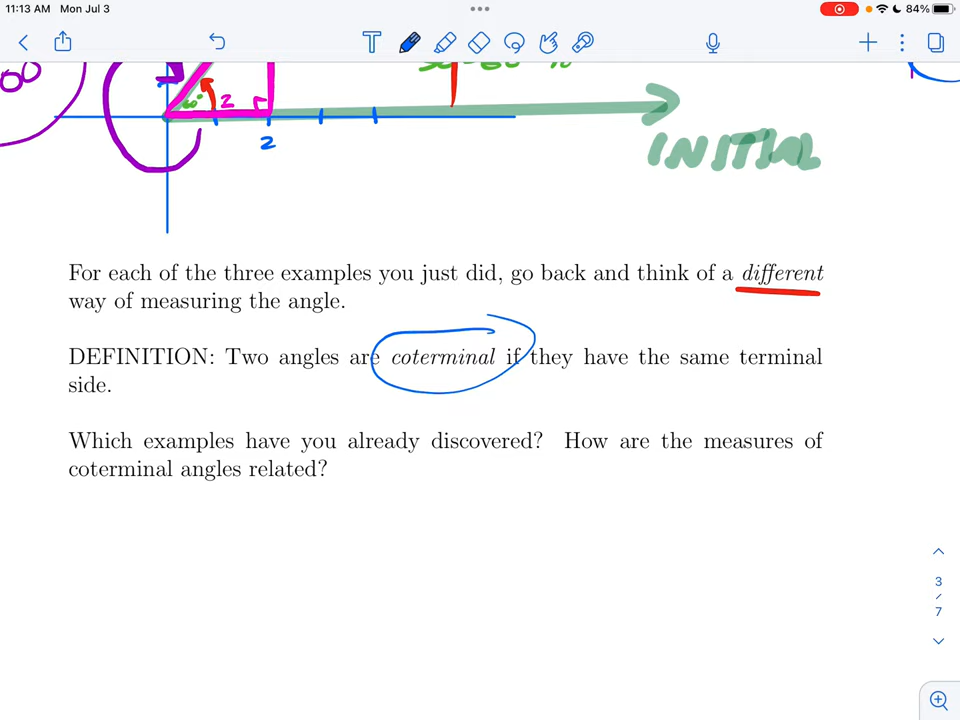 11:13 AM Mon Jul 3
84%
T
60°
2
2
INITIAL
For each of the three examples you just did, go back and think of a different
way of measuring the angle.
DEFINITION: Two angles are coterminal if they have the same terminal
side.
Which examples have you already discovered? How are the measures of
coterminal angles related?
3
7